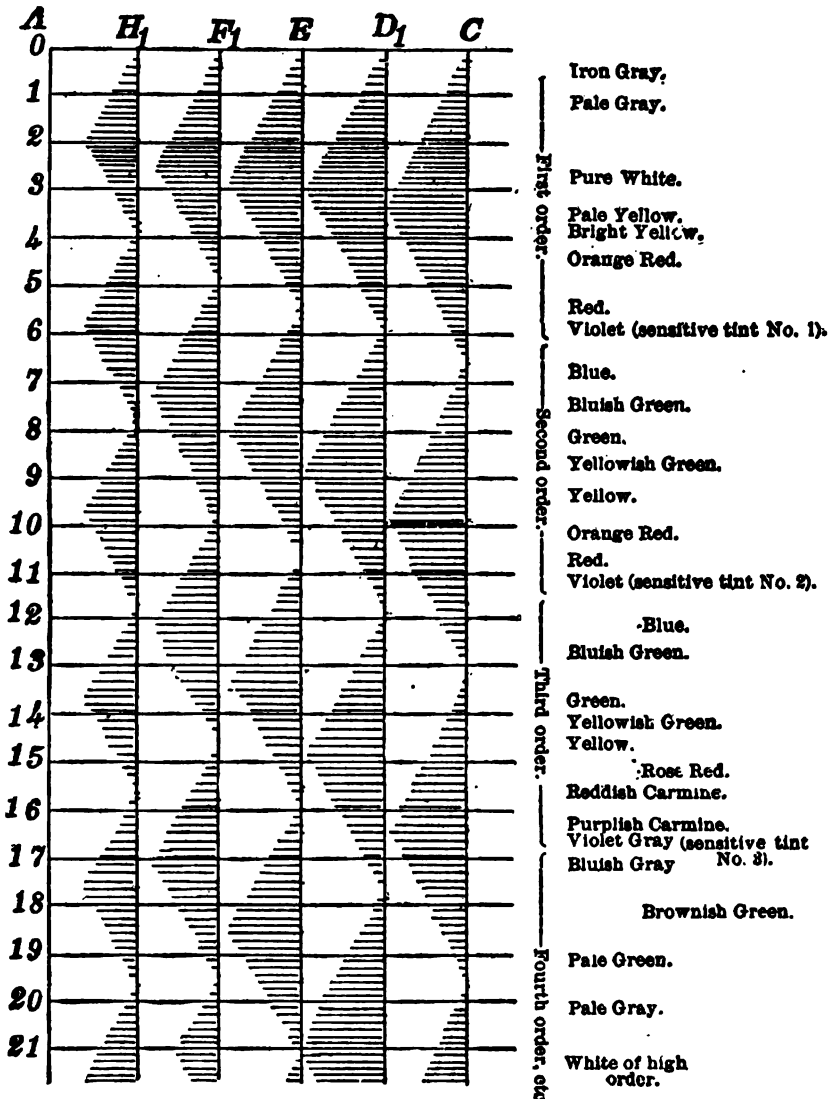 A H1 F1 E D1 C
0
Iron Gray.
1
Pale Gray.
2
Pure White.
3
Pale Yellow.
4
Bright Yellow.
Orange Red.
5
Red.
6
Violet (sensitive tint No. 1).
First order.
Blue.
7
Bluish Green.
8
Green.
Yellowish Green.
9
Yellow.
10
Orange Red.
Red.
11
Violet (sensitive tint No. 2).
Second order.
12
Blue.
Bluish Green.
13
Green.
14
Yellowish Green.
Yellow.
15
Rose Red.
Reddish Carmine.
16
Purplish Carmine.
Violet Gray (sensitive tint
No. 3).
Third order.
17
Bluish Gray
18
Brownish Green.
19
Pale Green.
20
Pale Gray.
21
White of high
order.
Fourth order, etc